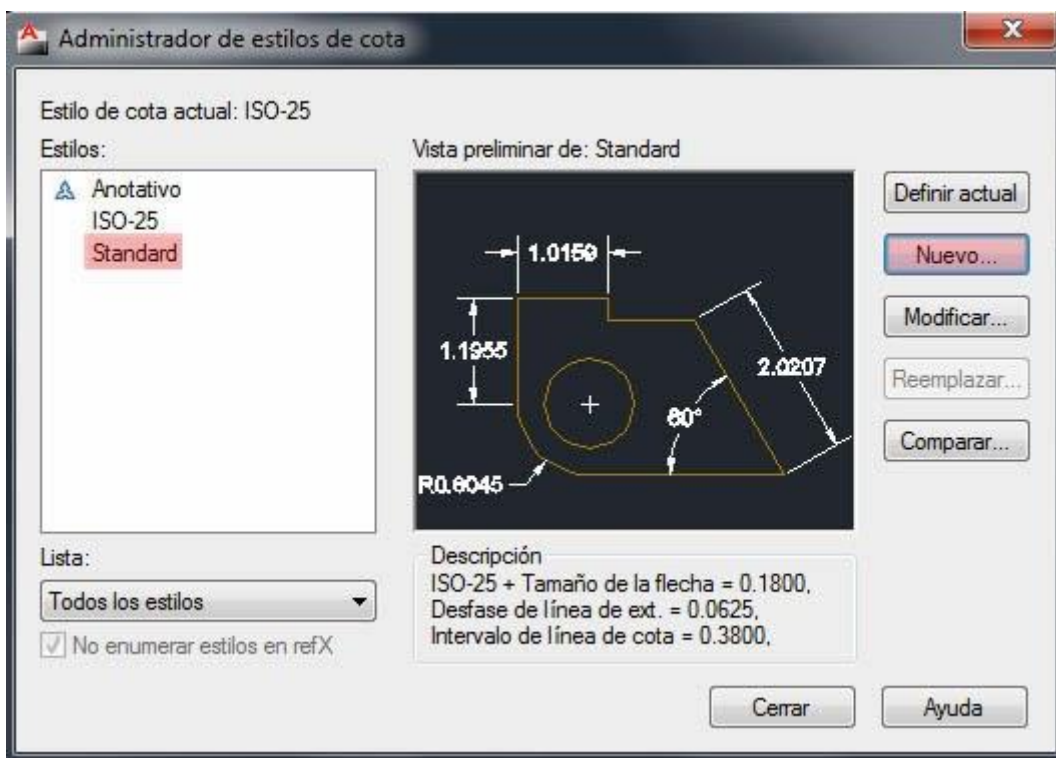 Administrador de estilos de cota
Estilo de cota actual: ISO-25
Estilos:
Anotativo
ISO-25
Standard
Vista preliminar de: Standard
1.0159
1.1955
2.0207
60°
R0.8045
Definir actual
Nuevo...
Modificar...
Reemplazar...
Comparar...
Lista:
Todos los estilos
No enumerar estilos en refX
Descripción
ISO-25 + Tamaño de la flecha = 0.1800,
Desfase de línea de ext. = 0.0625,
Intervalo de línea de cota = 0.3800,
Cerrar
Ayuda